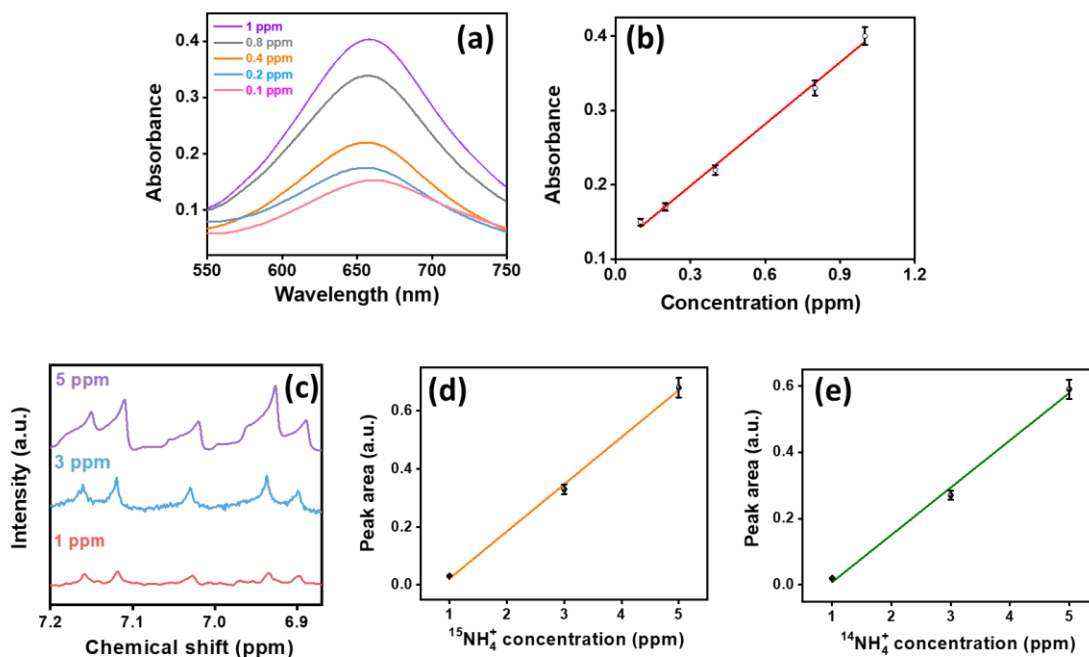 (a)
1 ppm
0.8 ppm
0.4 ppm
0.2 ppm
0.1 ppm
Absorbance
0.4
0.3
0.2
0.1
550 600 650 700 750
Wavelength (nm)
(b)
Absorbance
0.4
0.3
0.2
0.1
0.0 0.3 0.6 0.9 1.2
Concentration (ppm)
(c)
5 ppm
3 ppm
1 ppm
Intensity (a.u.)
7.2 7.1 7.0 6.9
Chemical shift (ppm)
(d)
Peak area (a.u.)
0.6
0.4
0.2
0.0
1 2 3 4 5
¹⁵NH₄⁺ concentration (ppm)
(e)
Peak area (a.u.)
0.6
0.4
0.2
0.0
1 2 3 4 5
¹⁴NH₄⁺ concentration (ppm)